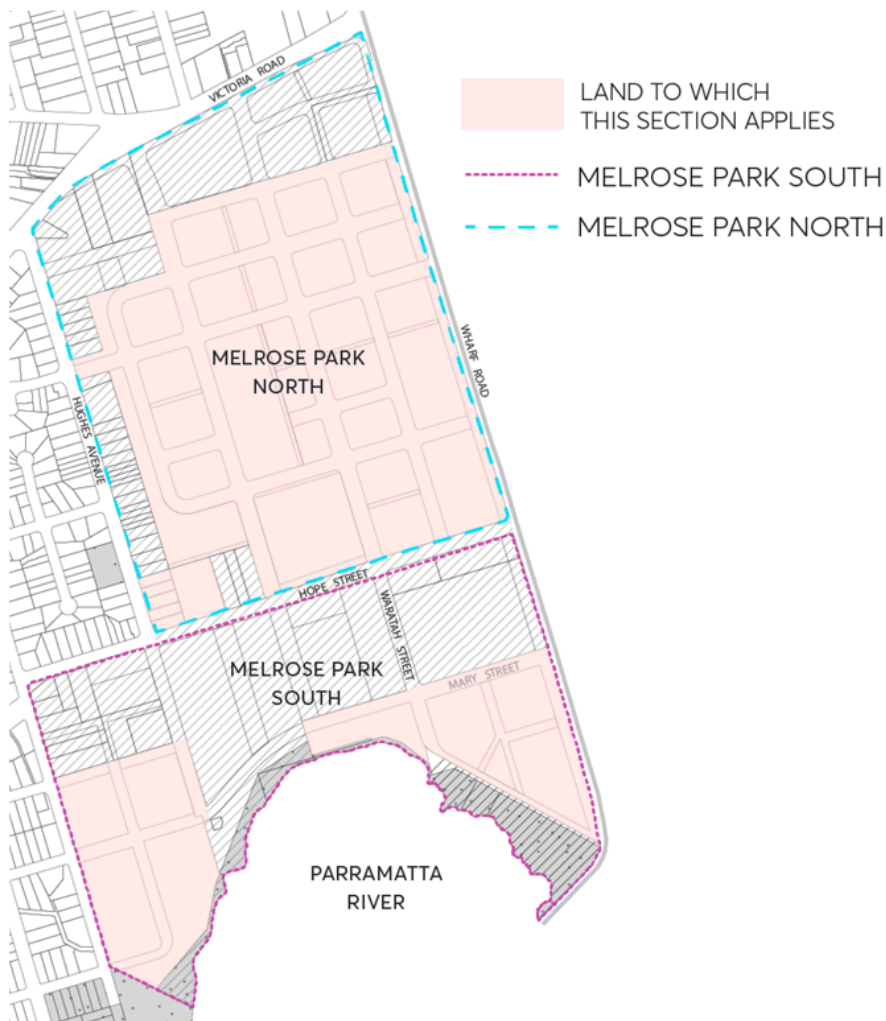 VICTORIA ROAD
LAND TO WHICH
THIS SECTION APPLIES
MELROSE PARK SOUTH
MELROSE PARK NORTH
WHARF ROAD
MELROSE PARK
NORTH
HUGHES AVENUE
HOPE STREET
WARATAH STREET
MELROSE PARK
SOUTH
MARY STREET
PARRAMATTA
RIVER